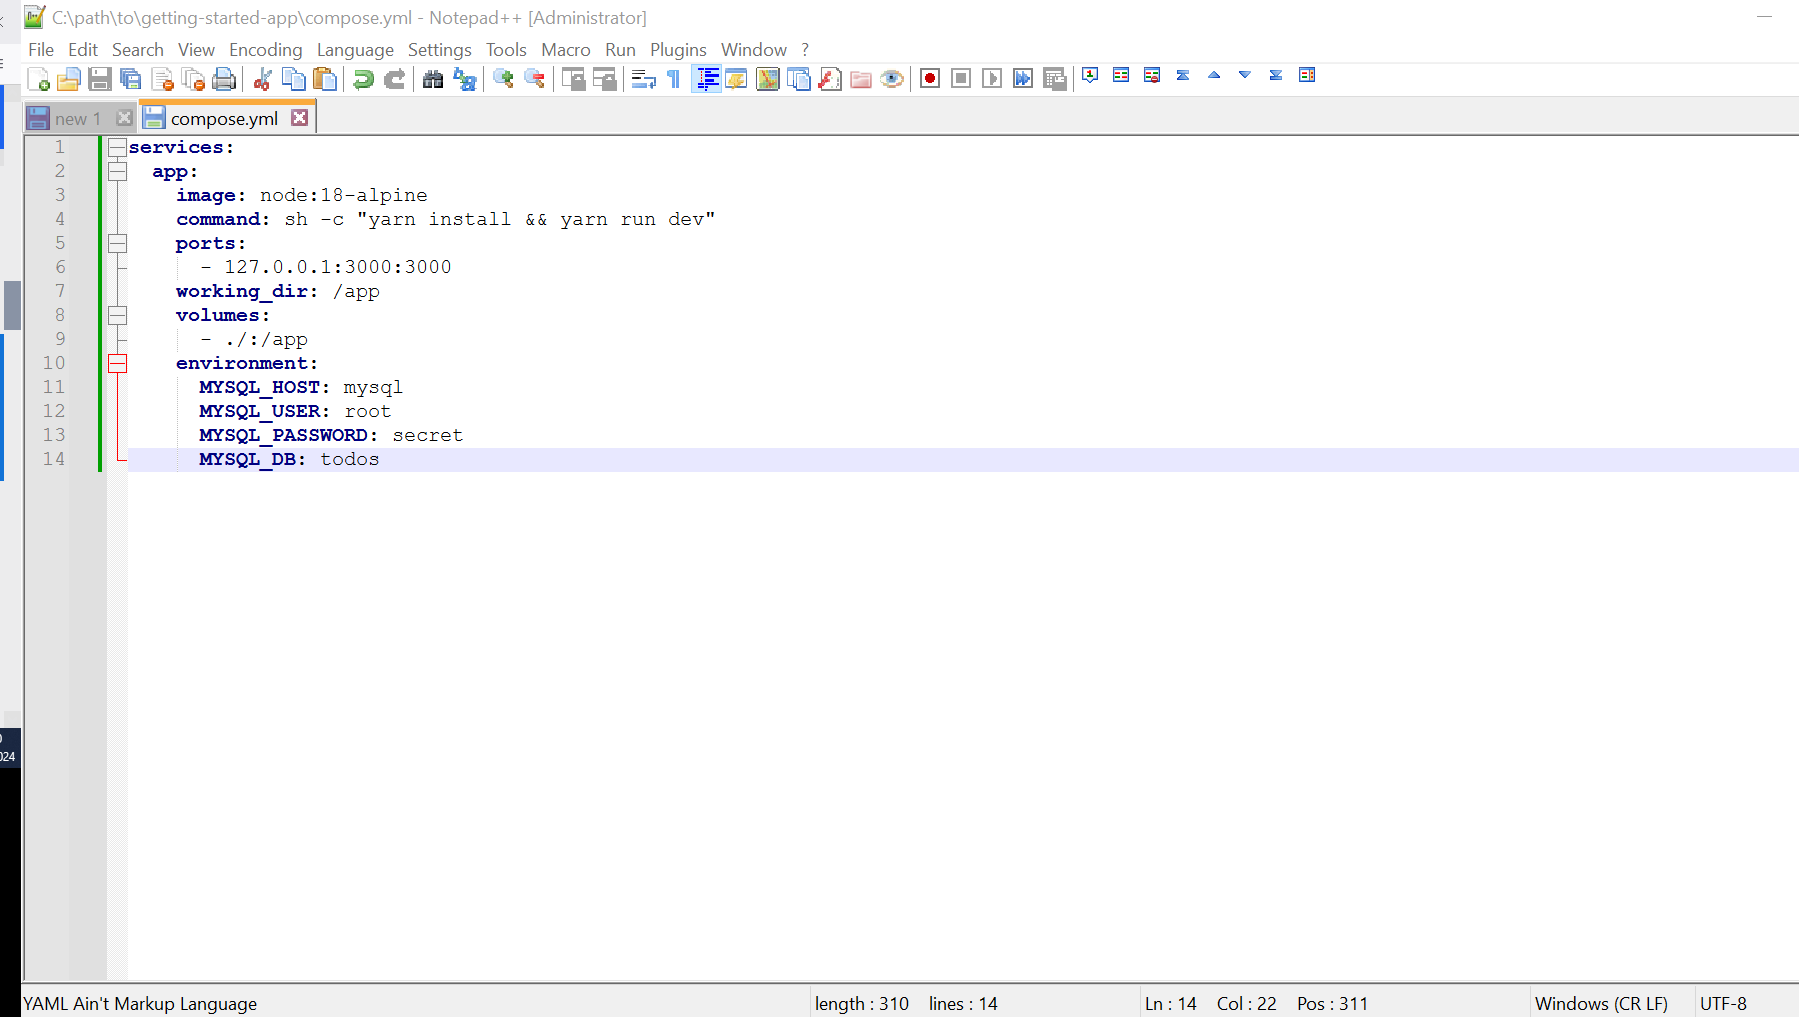 C:\path\to\getting-started-app\compose.yml - Notepad++ [Administrator]
File Edit Search View Encoding Language Settings Tools Macro Run Plugins Window ?
new 1 compose.yml
1 services:
2 app:
3 image: node:18-alpine
4 command: sh -c "yarn install && yarn run dev"
5 ports:
6 - 127.0.0.1:3000:3000
7 working_dir: /app
8 volumes:
9 - ./:/app
10 environment:
11 MYSQL_HOST: mysql
12 MYSQL_USER: root
13 MYSQL_PASSWORD: secret
14 MYSQL_DB: todos
024
YAML Ain't Markup Language length : 310 lines : 14 Ln : 14 Col : 22 Pos : 311 Windows (CR LF) UTF-8